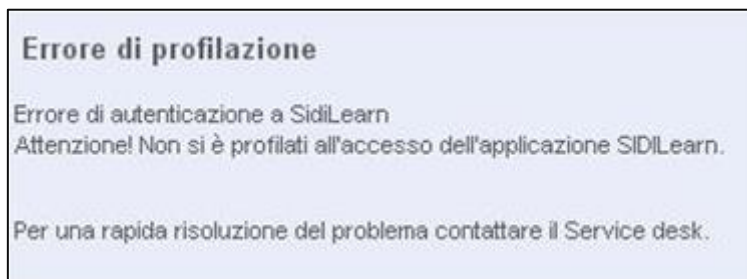 Errore di profilazione
Errore di autenticazione a SidiLearn
Attenzione! Non si è profilati all'accesso dell'applicazione SIDILearn.
Per una rapida risoluzione del problema contattare il Service desk.